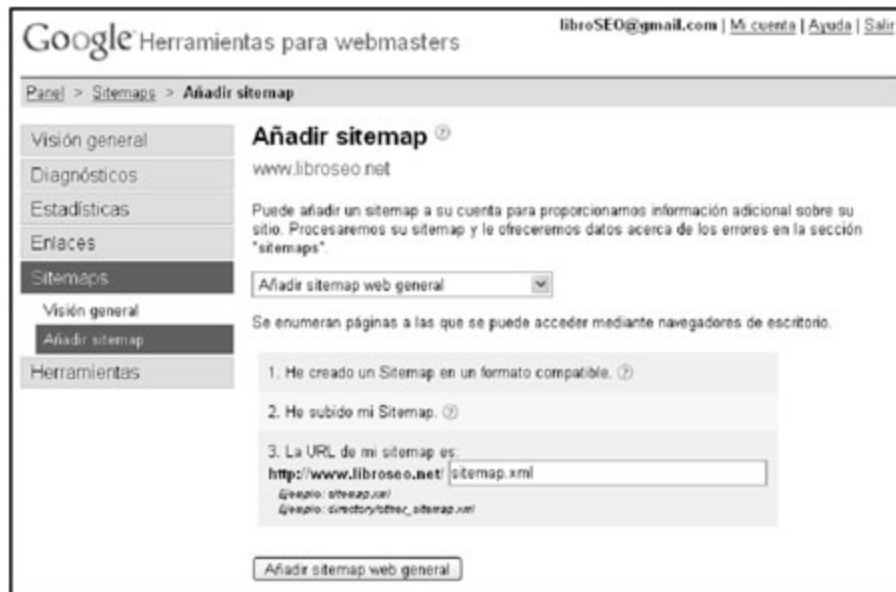 Google Herramientas para webmasters
libroSEO@gmail.com | Mi cuenta | Ayuda | Salir
Panel > Sitemaps > Añadir sitemap
Visión general
Diagnósticos
Estadísticas
Enlaces
Sitemaps
Visión general
Añadir sitemap
Herramientas
Añadir sitemap ?
www.libroseo.net
Puede añadir un sitemap a su cuenta para proporcionarnos información adicional sobre su
sitio. Procesaremos su sitemap y le ofreceremos datos acerca de los errores en la sección
"sitemaps".
Añadir sitemap web general
Se enumeran páginas a las que se puede acceder mediante navegadores de escritorio.
1. He creado un Sitemap en un formato compatible. ?
2. He subido mi Sitemap. ?
3. La URL de mi sitemap es:
http://www.libroseo.net/ sitemap.xml
Ejemplo: sitemap.xml
Ejemplo: directory/other_sitemap.xml
Añadir sitemap web general